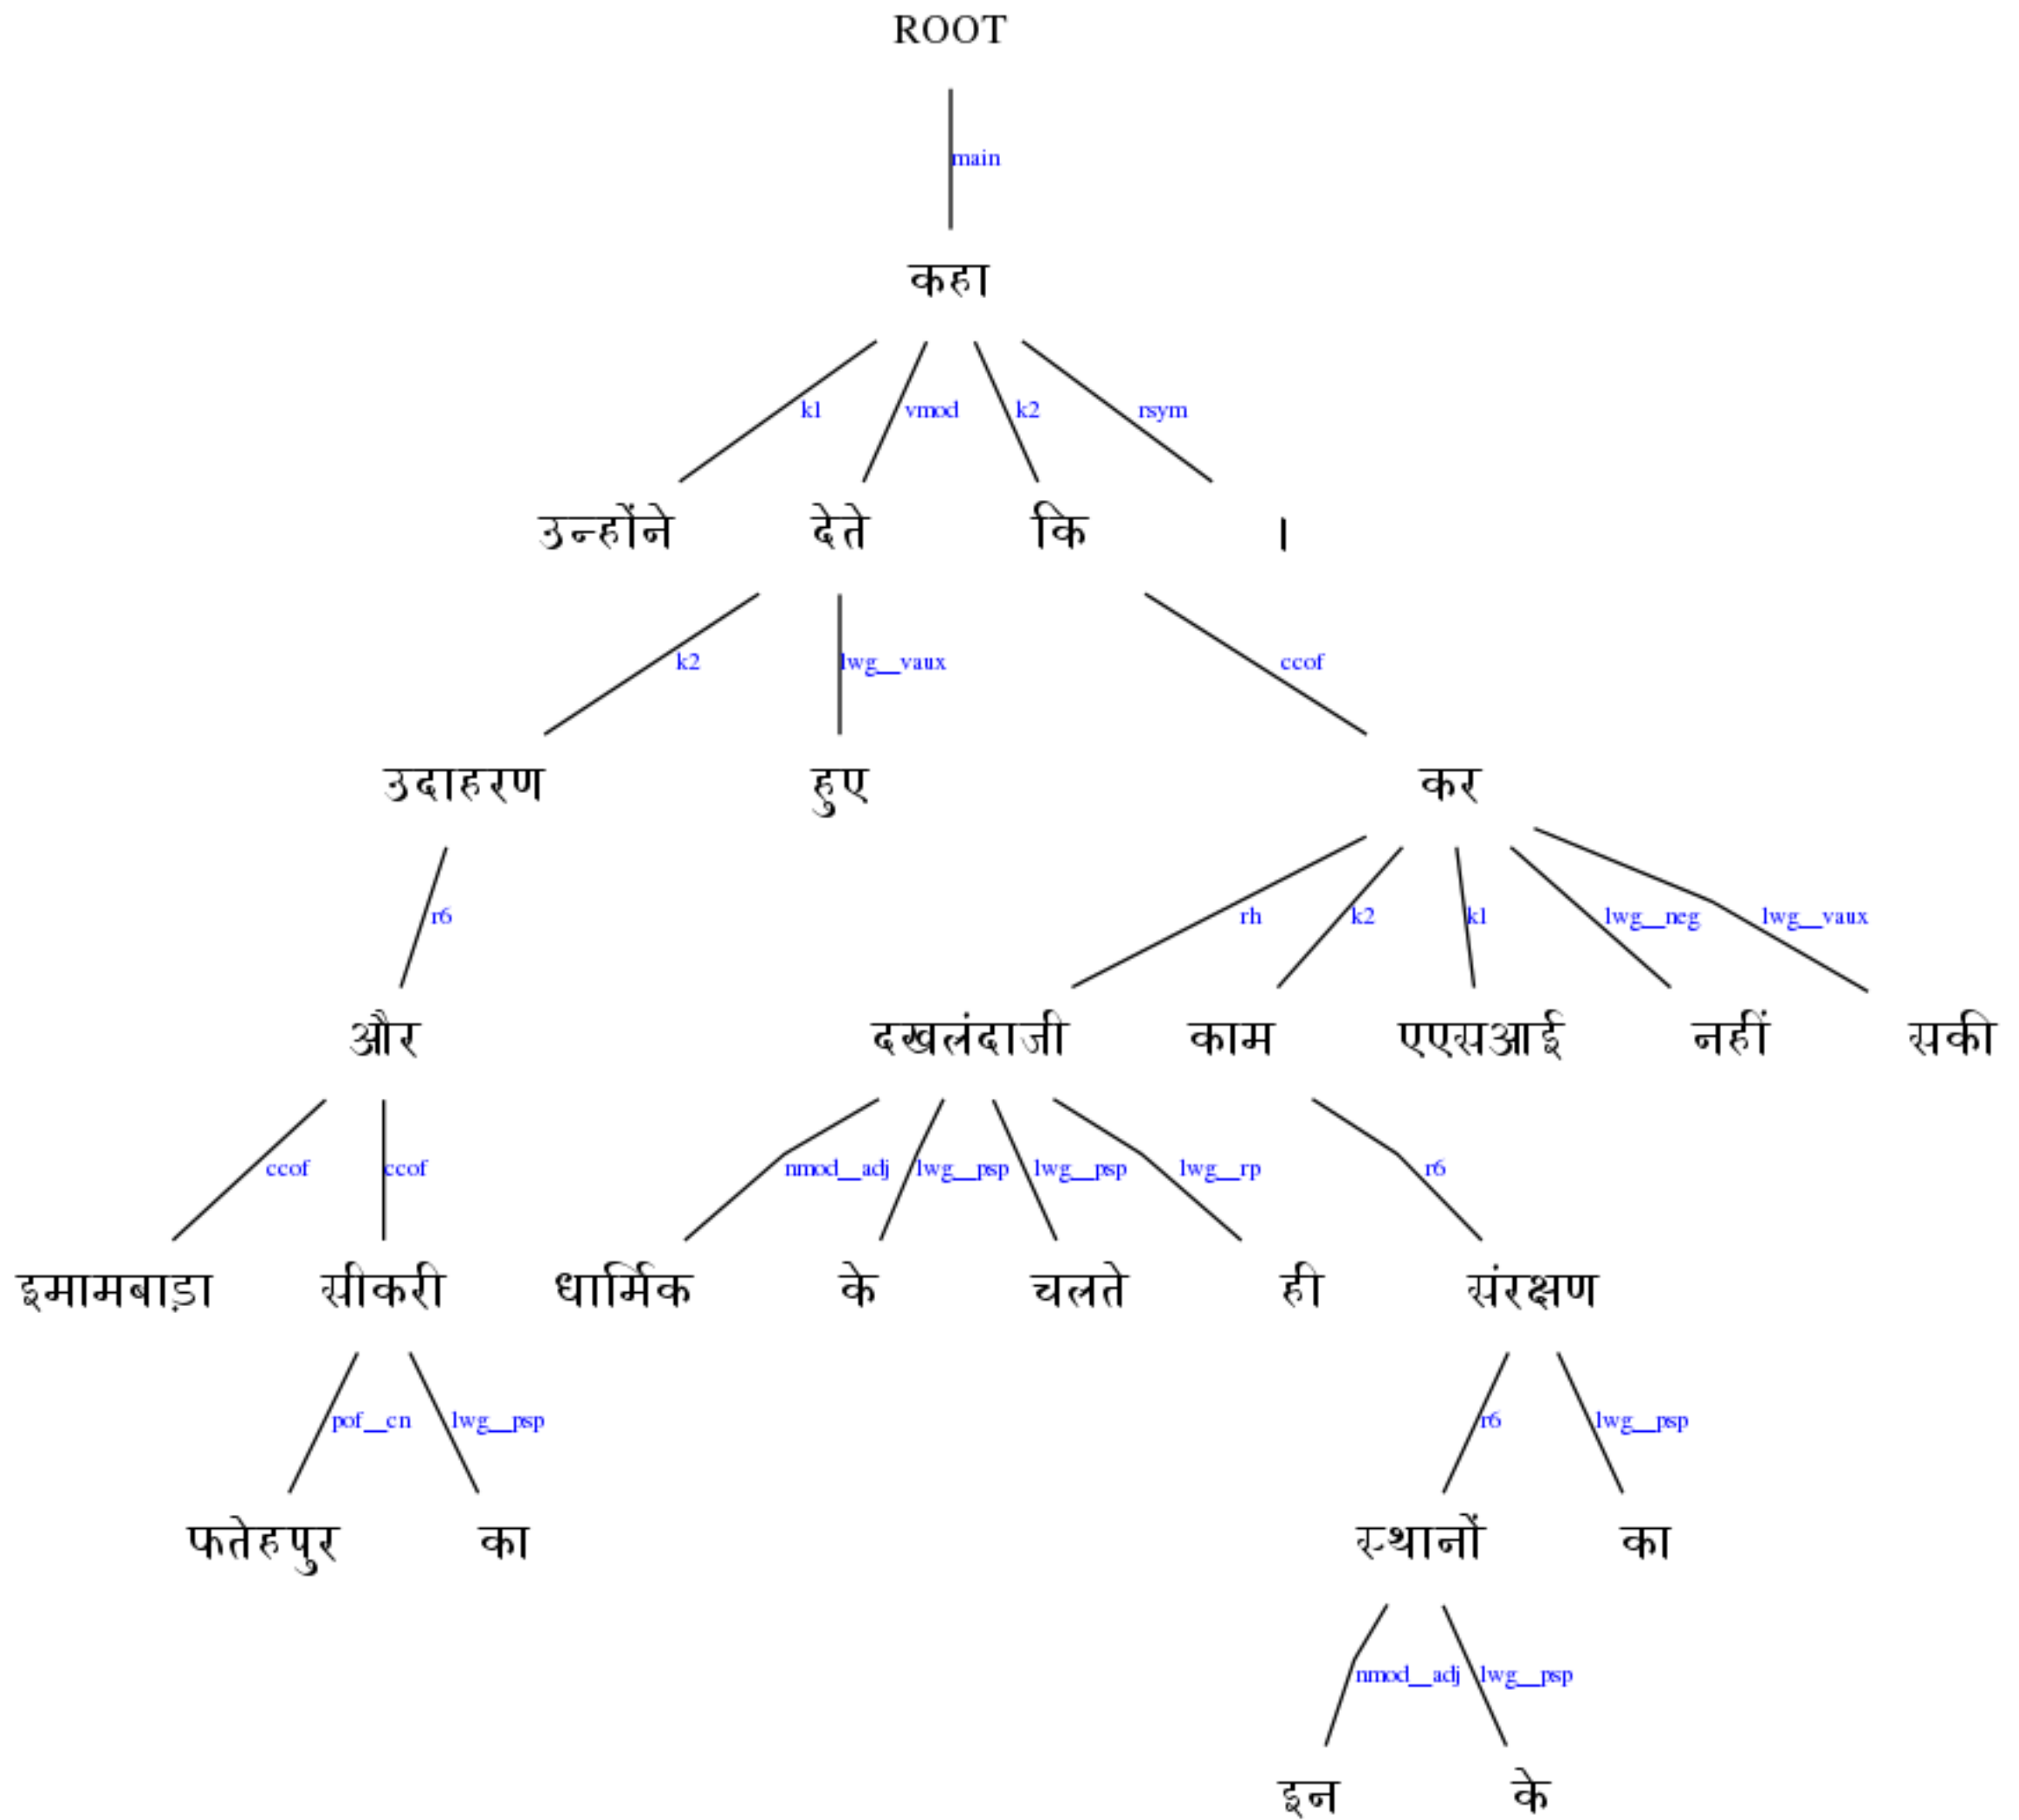 ROOT
main
कहा
k1 vmod k2 rsym
उन्होंने देते कि ।
k2 lwg__vaux ccof
उदाहरण हुए कर
r6 rh k2 k1 lwg__neg lwg__vaux
और दखलंदाजी काम एएसआई नहीं सकी
ccof ccof nmod__adj lwg__psp lwg__psp lwg__rp r6
इमामबाड़ा सीकरी धार्मिक के चलते ही संरक्षण
pof__cn lwg__psp r6 lwg__psp
फतेहपुर का स्थानों का
nmod__adj lwg__psp
इन के